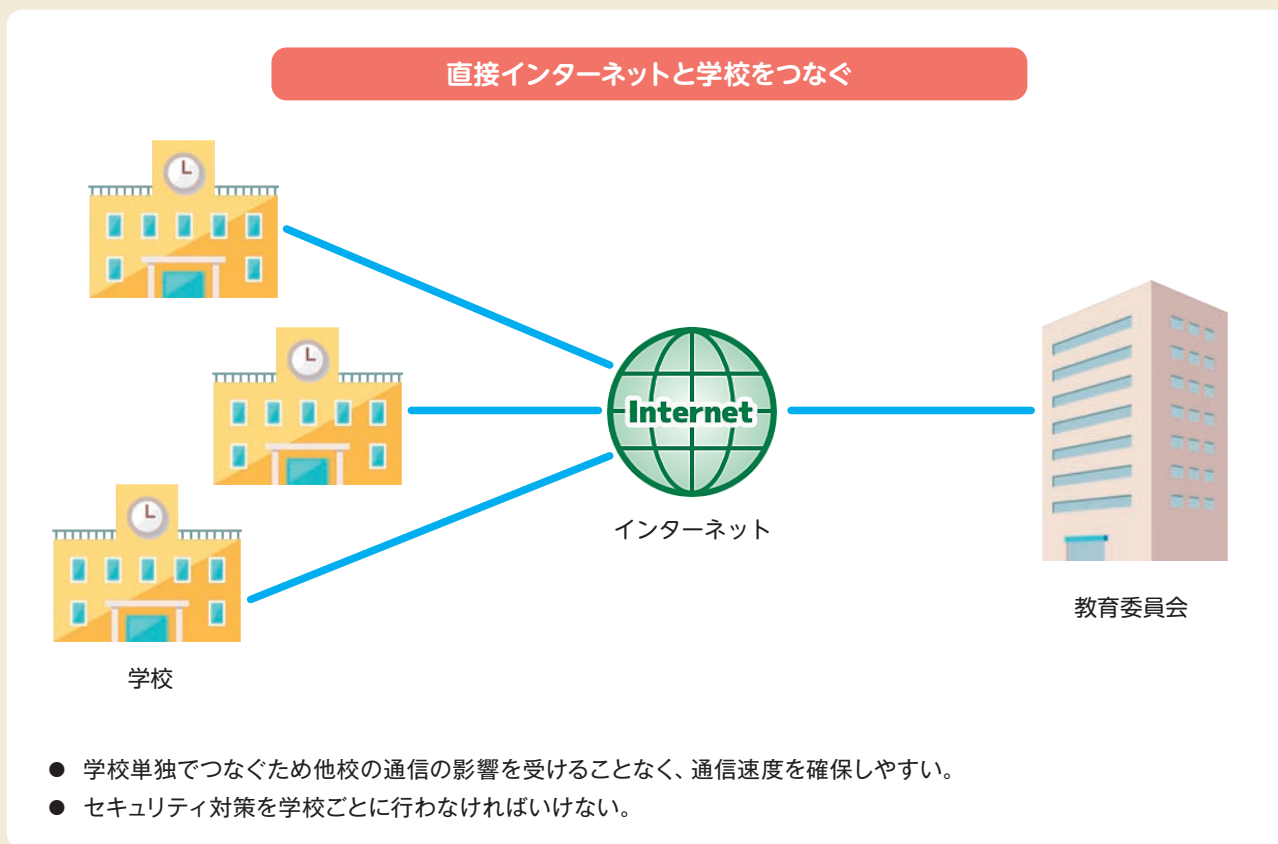 直接インターネットと学校をつなぐ
Internet
インターネット
教育委員会
学校
● 学校単独でつなぐため他校の通信の影響を受けることなく、通信速度を確保しやすい。
● セキュリティ対策を学校ごとに行わなければいけない。